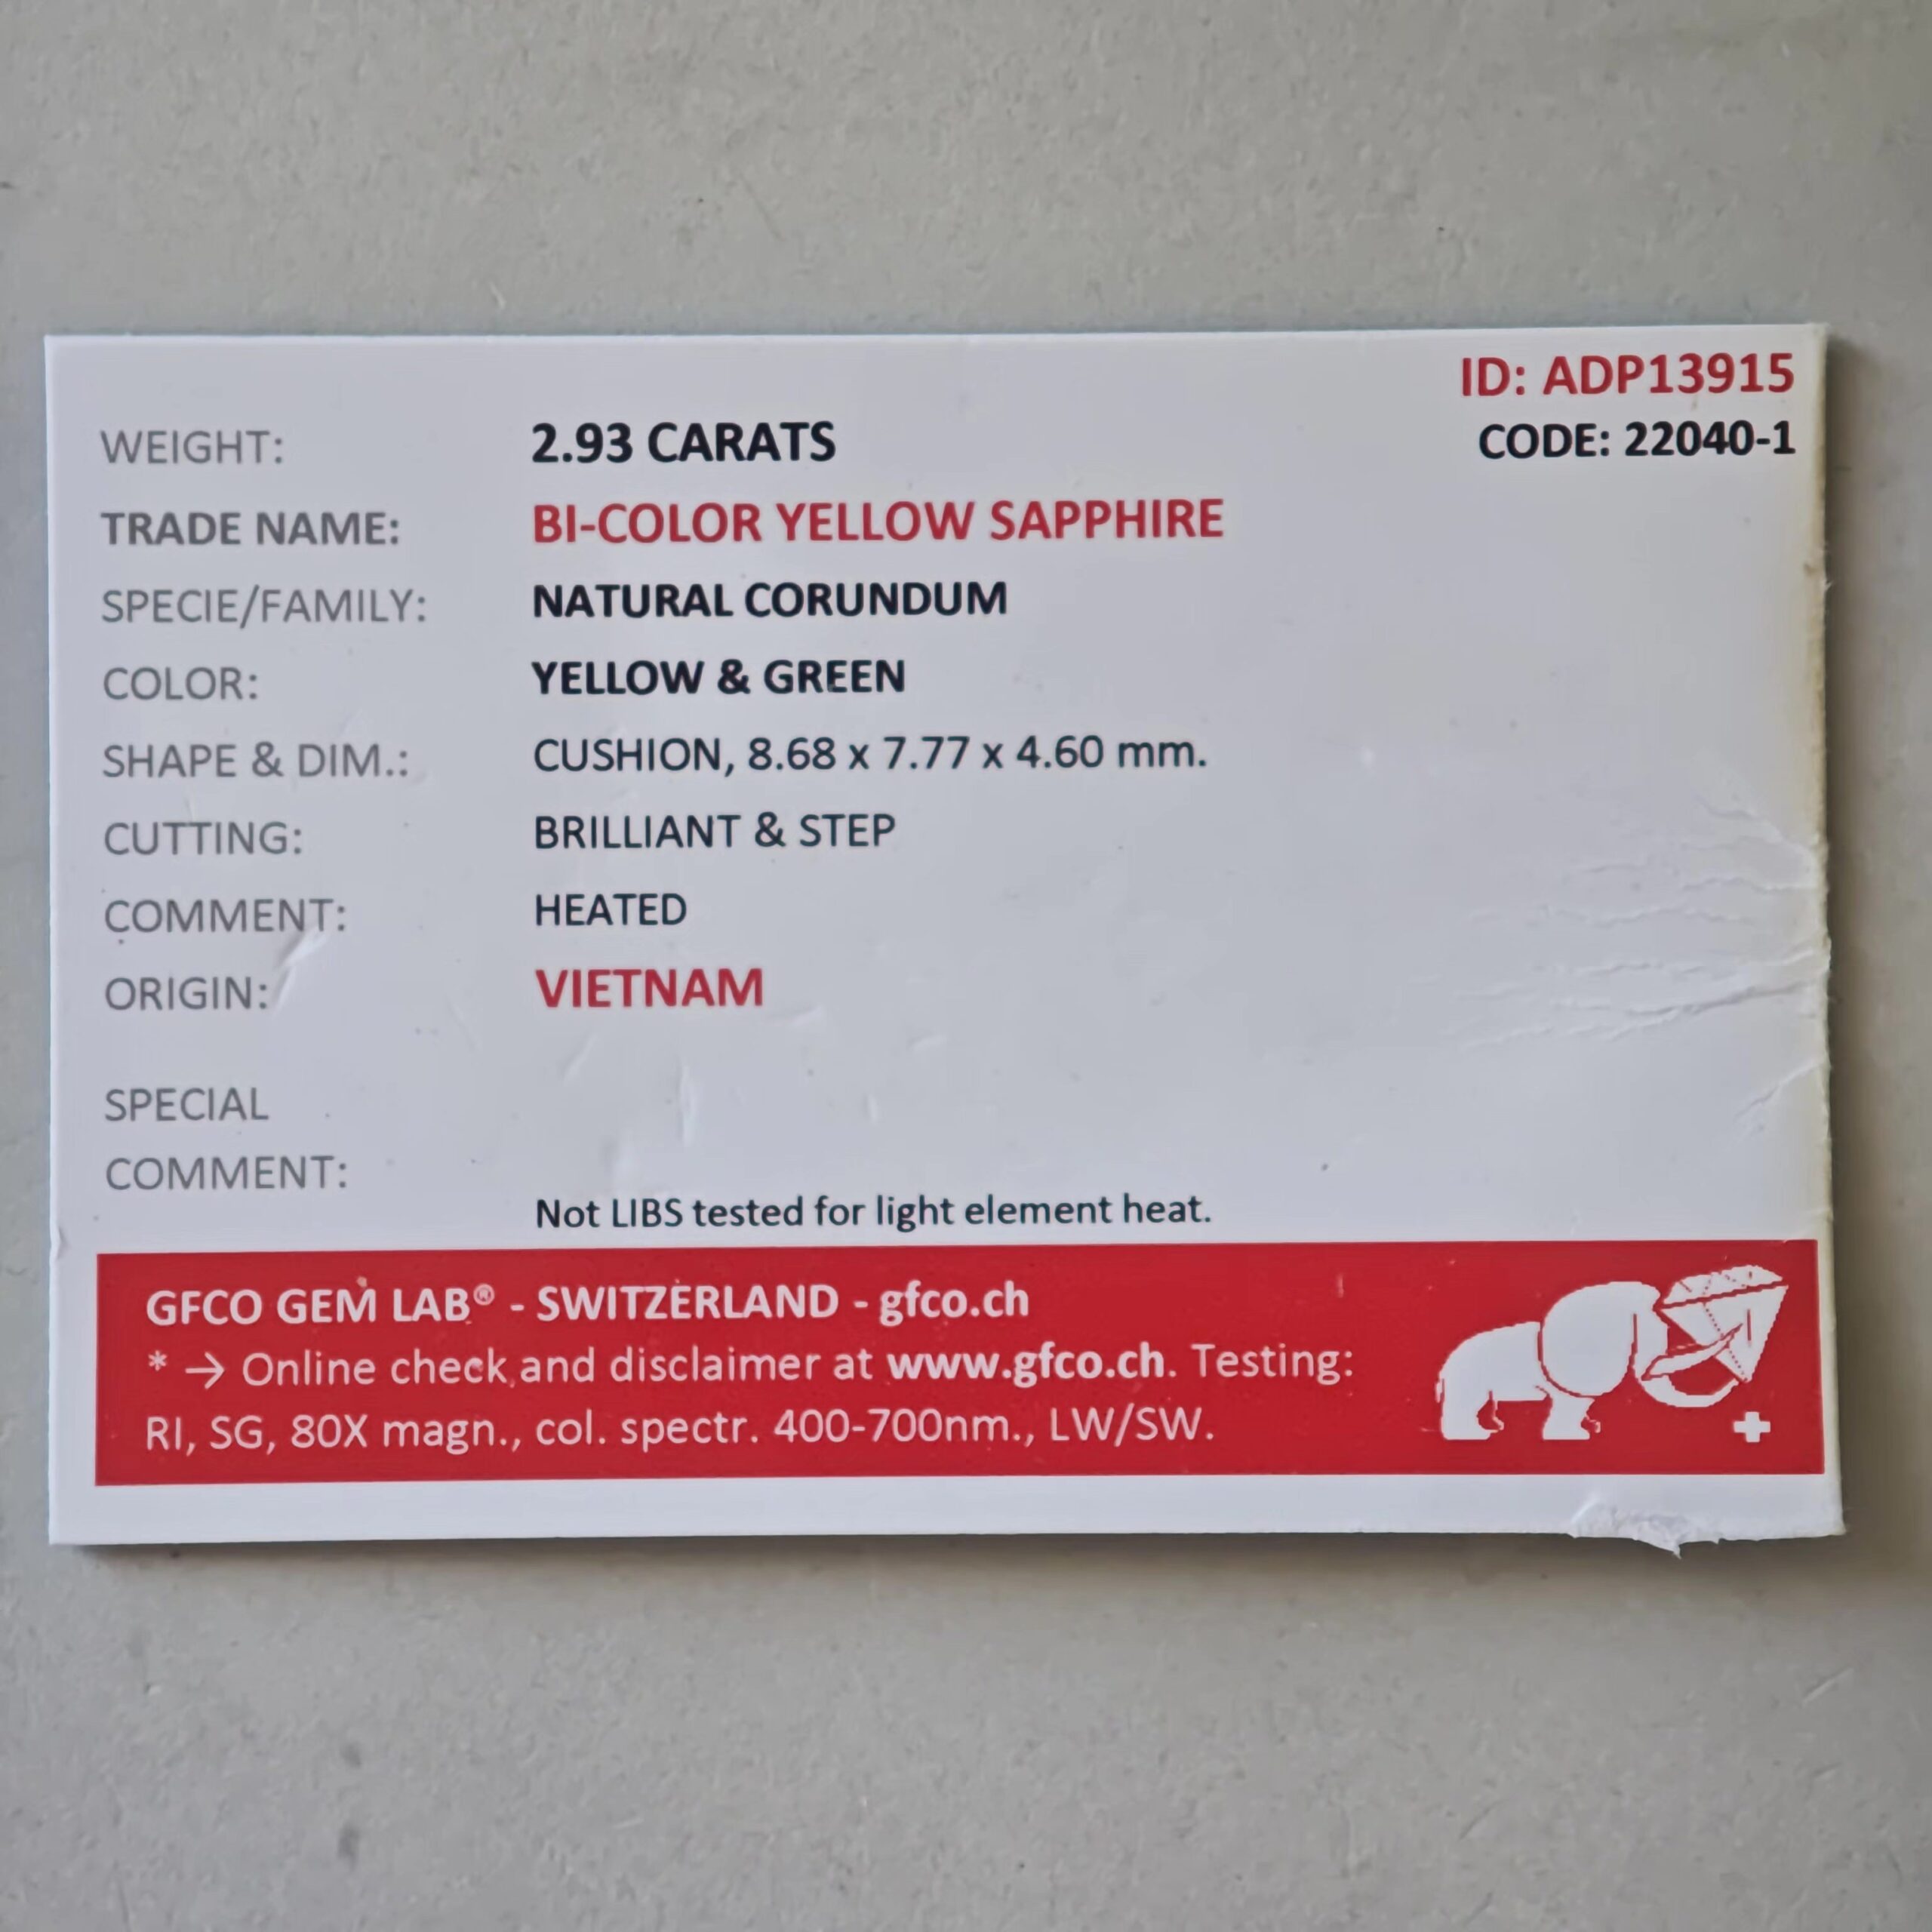 ID: ADP13915
CODE: 22040-1
WEIGHT: 2.93 CARATS
TRADE NAME: BI-COLOR YELLOW SAPPHIRE
SPECIE/FAMILY: NATURAL CORUNDUM
COLOR: YELLOW & GREEN
SHAPE & DIM.: CUSHION, 8.68 x 7.77 x 4.60 mm.
CUTTING: BRILLIANT & STEP
COMMENT: HEATED
ORIGIN: VIETNAM
SPECIAL
COMMENT:
Not LIBS tested for light element heat.
GFCO GEM LAB® - SWITZERLAND - gfco.ch
* → Online check and disclaimer at www.gfco.ch. Testing:
RI, SG, 80X magn., col. spectr. 400-700nm., LW/SW.